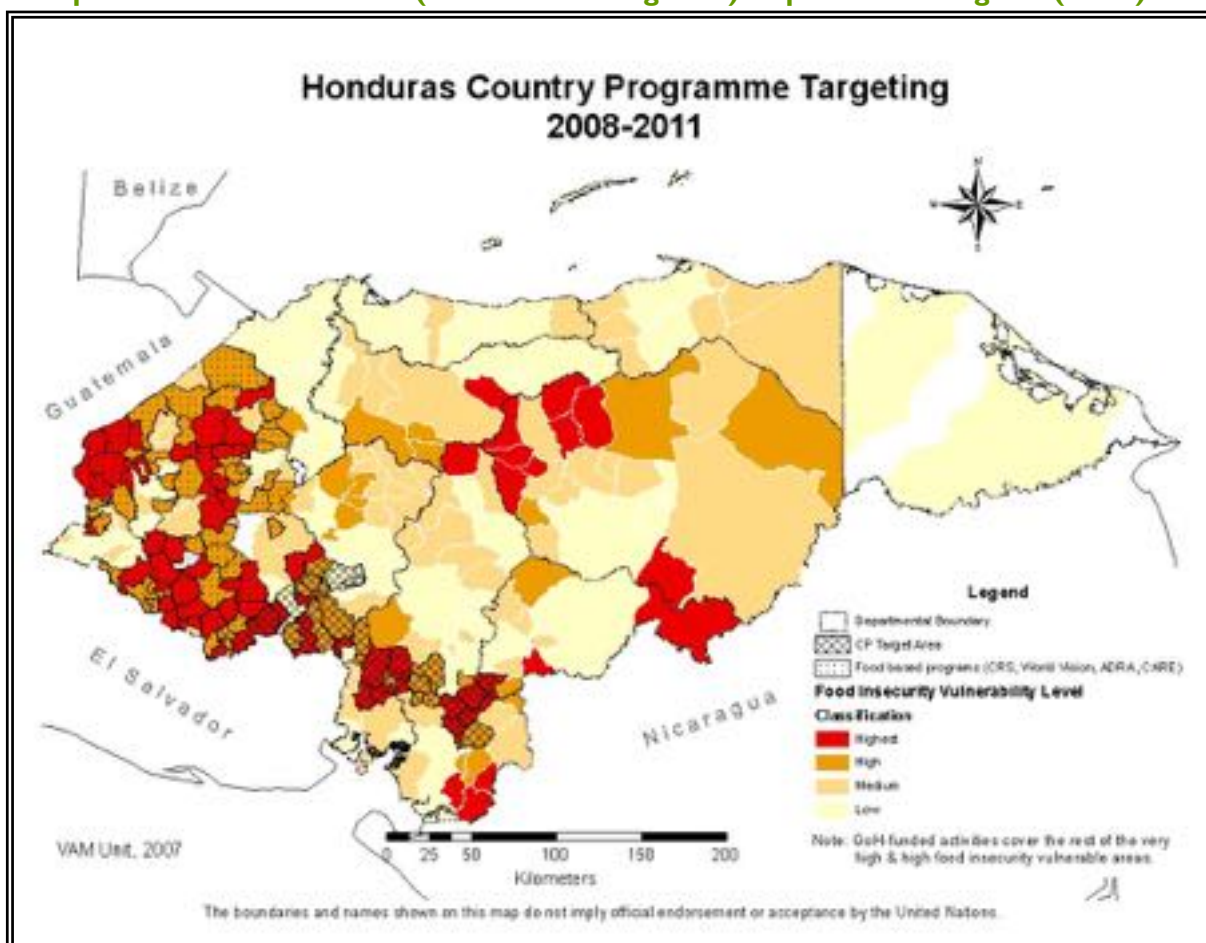 Honduras Country Programme Targeting
2008-2011
N
W
E
S
Belize
Guatemala
El Salvador
Nicaragua
Legend
Departmental Boundary
CP Target Area
Food based programs (CRS, World Vision, ADRA, CARE)
Food Insecurity Vulnerability Level
Classification
Highest
High
Medium
Low
Note: GoH-funded activities cover the rest of the very
high & high food insecurity vulnerable areas.
VAM Unit, 2007
0 25 50 100 150 200
Kilometers
The boundaries and names shown on this map do not imply official endorsement or acceptance by the United Nations.